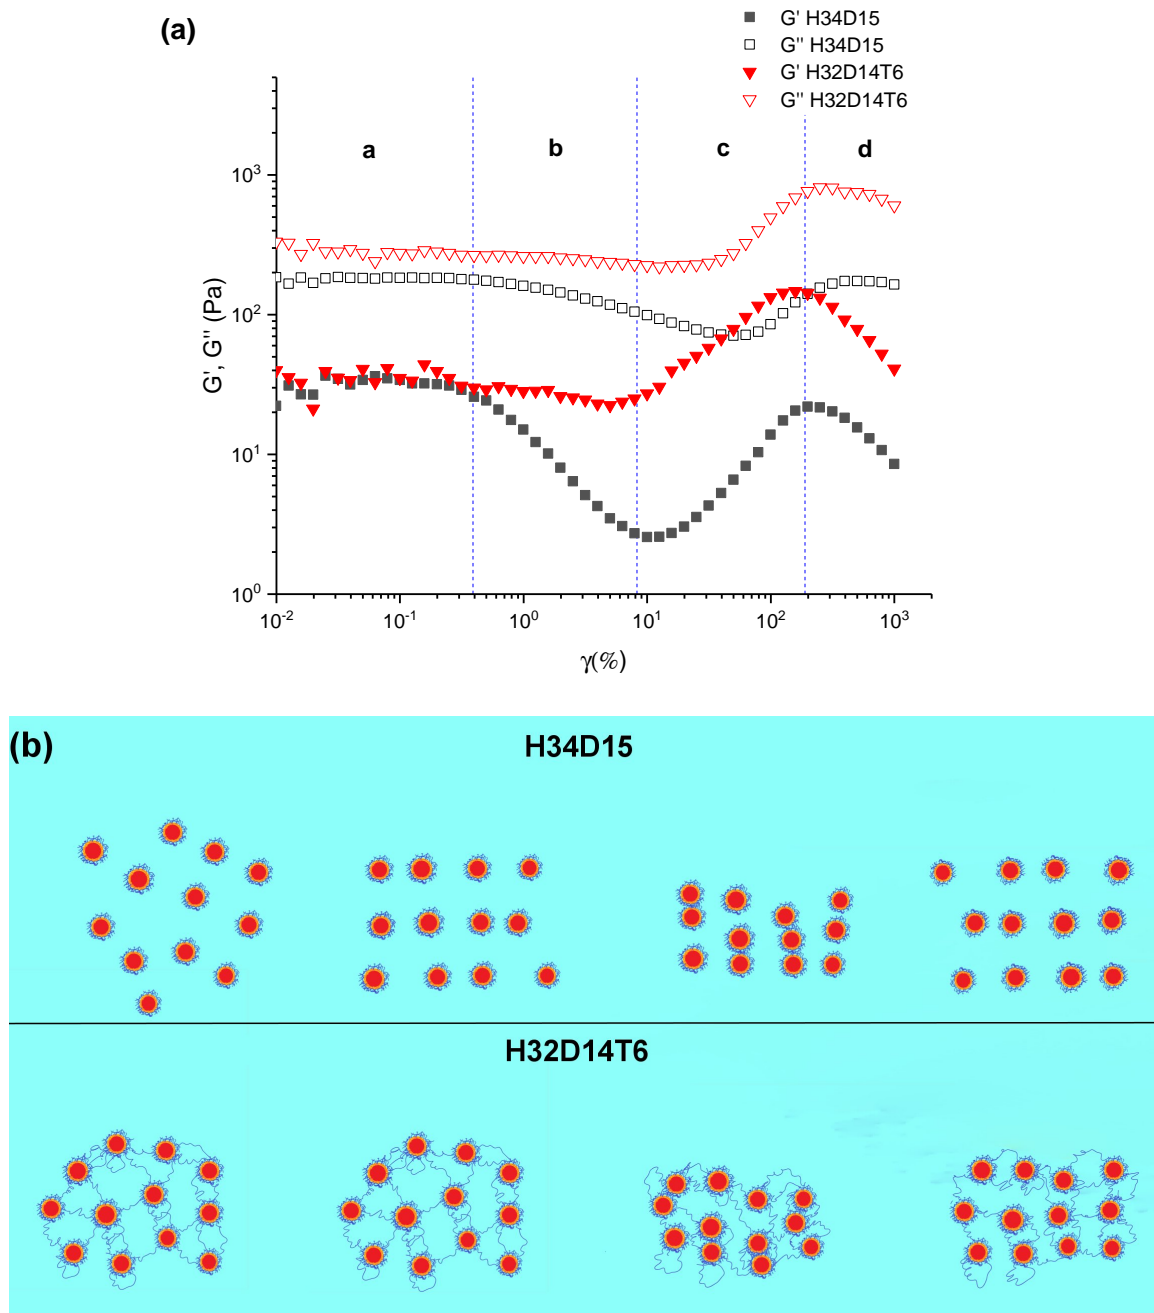 (a)
G' H34D15
G'' H34D15
G' H32D14T6
G'' H32D14T6
a b c d
10³
10²
10¹
10⁰
G', G'' (Pa)
10⁻² 10⁻¹ 10⁰ 10¹ 10² 10³
γ(%)
(b)
H34D15
H32D14T6